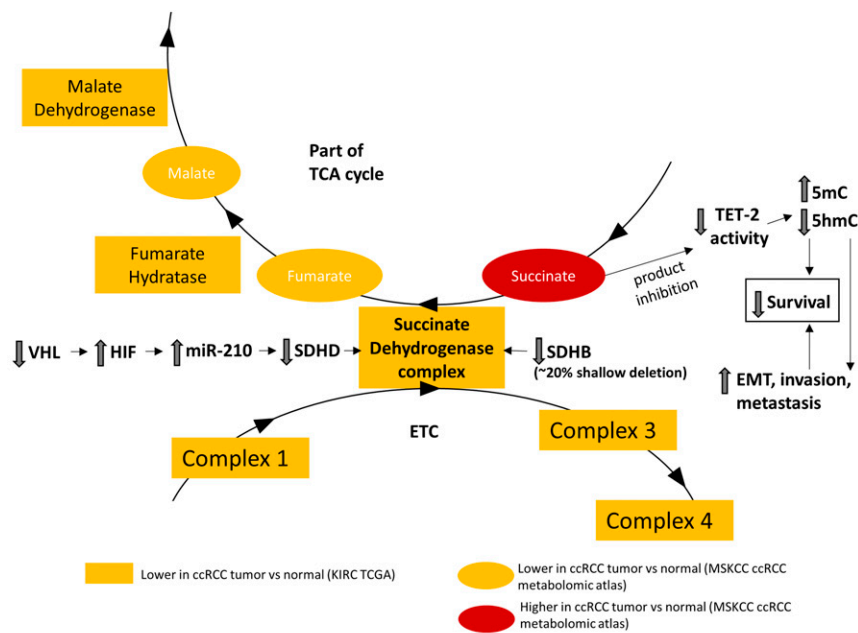 Malate
Dehydrogenase
Malate
Part of
TCA cycle
Fumarate
Hydratase
Fumarate
Succinate
product
inhibition
TET-2
activity
5mC
5hmC
Survival
EMT, invasion,
metastasis
VHL
HIF
miR-210
SDHD
Succinate
Dehydrogenase
complex
SDHB
(~20% shallow deletion)
ETC
Complex 1
Complex 3
Complex 4
Lower in ccRCC tumor vs normal (KIRC TCGA)
Lower in ccRCC tumor vs normal (MSKCC ccRCC
metabolomic atlas)
Higher in ccRCC tumor vs normal (MSKCC ccRCC
metabolomic atlas)